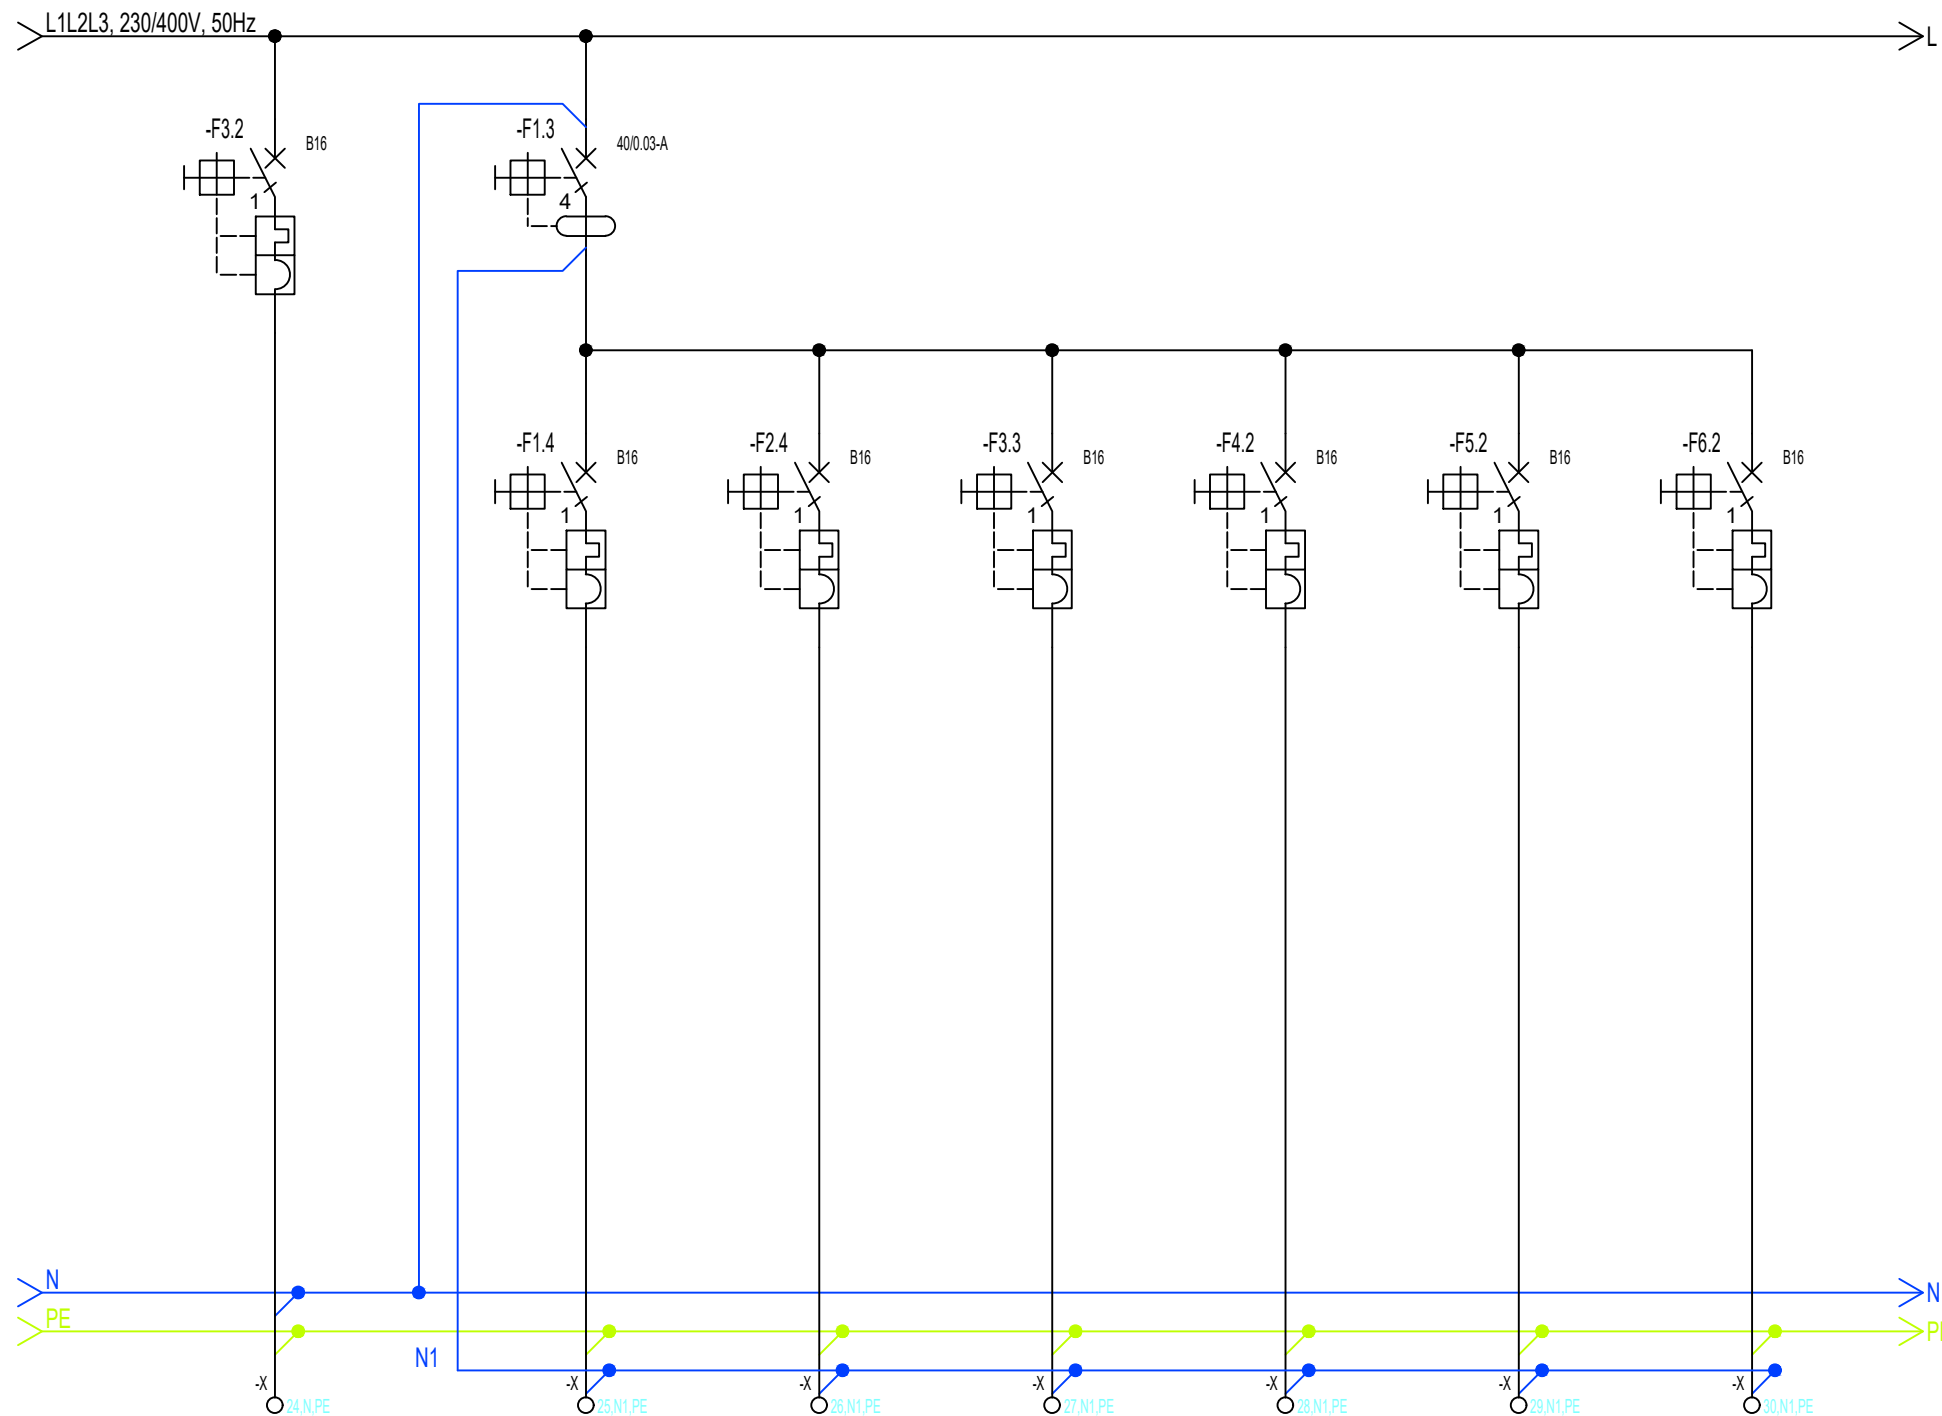 L1L2L3, 230/400V, 50Hz
L
-F3.2
B16
1
-F1.3
40/0.03-A
4
-F1.4
B16
1
-F2.4
B16
1
-F3.3
B16
1
-F4.2
B16
1
-F5.2
B16
1
-F6.2
B16
1
N
N
PE
N1
-X
24,N,PE
-X
25,N1,PE
-X
26,N1,PE
-X
27,N1,PE
-X
28,N1,PE
-X
29,N1,PE
-X
30,N1,PE